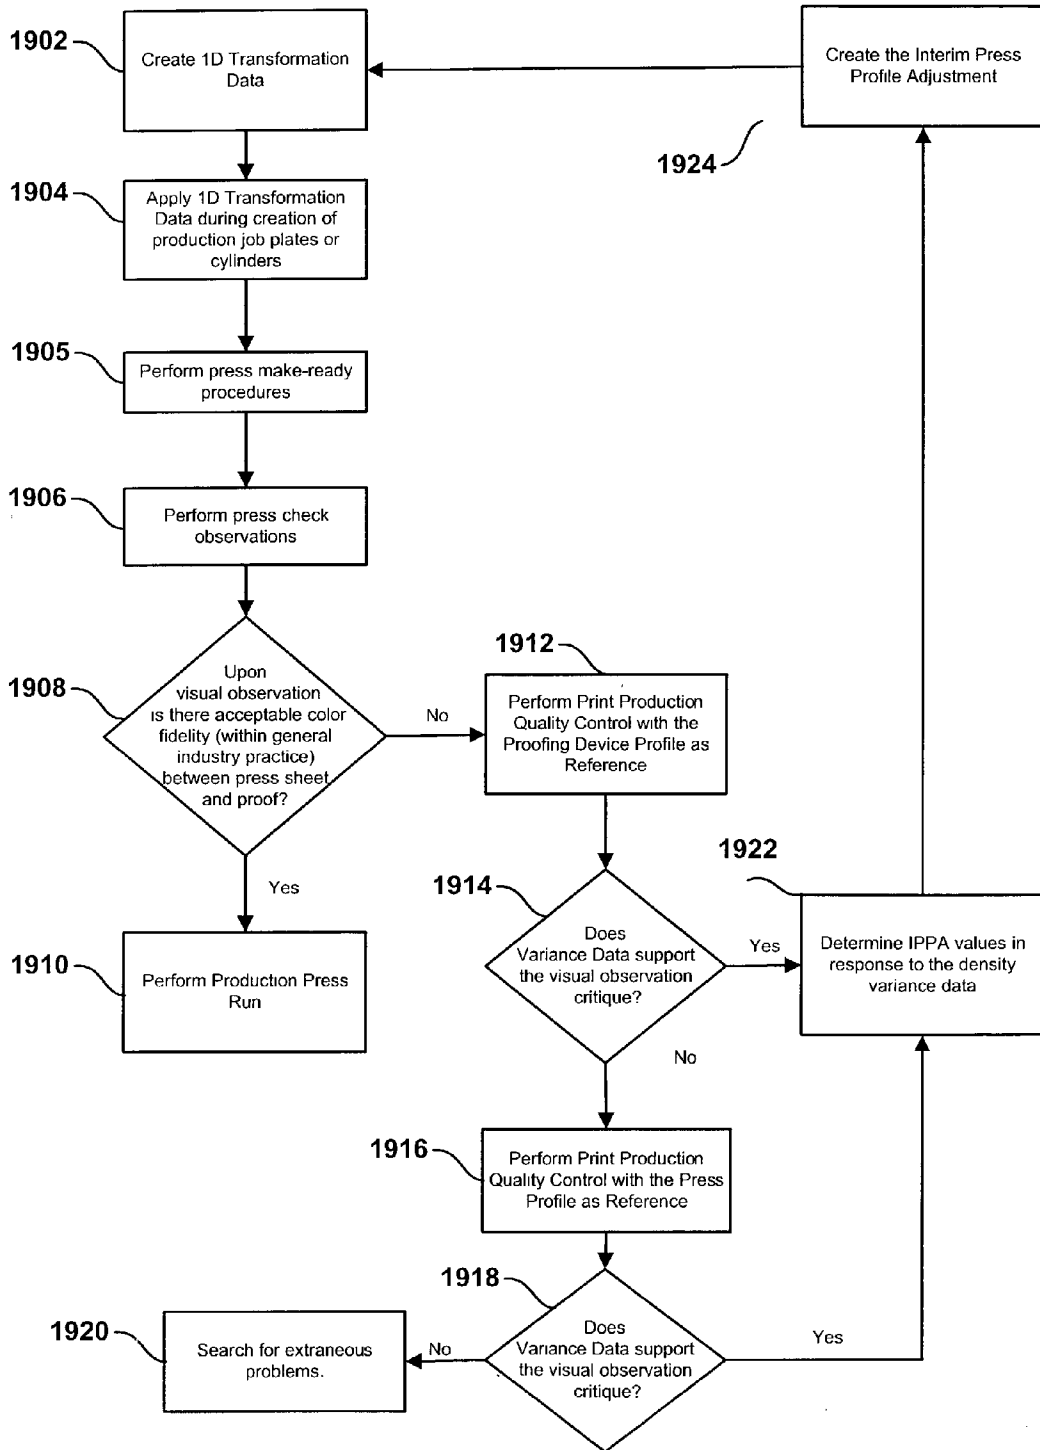 1902
Create 1D Transformation
Data
Create the Interim Press
Profile Adjustment
1924
1904
Apply 1D Transformation
Data during creation of
production job plates or
cylinders
1905
Perform press make-ready
procedures
1906
Perform press check
observations
1908
Upon
visual observation
is there acceptable color
fidelity (within general
industry practice)
between press sheet
and proof?
No
Yes
1910
Perform Production Press
Run
1912
Perform Print Production
Quality Control with the
Proofing Device Profile as
Reference
1914
Does
Variance Data support
the visual observation
critique?
Yes
No
1922
Determine IPPA values in
response to the density
variance data
1916
Perform Print Production
Quality Control with the Press
Profile as Reference
1918
Does
Variance Data support
the visual observation
critique?
Yes
No
1920
Search for extraneous
problems.